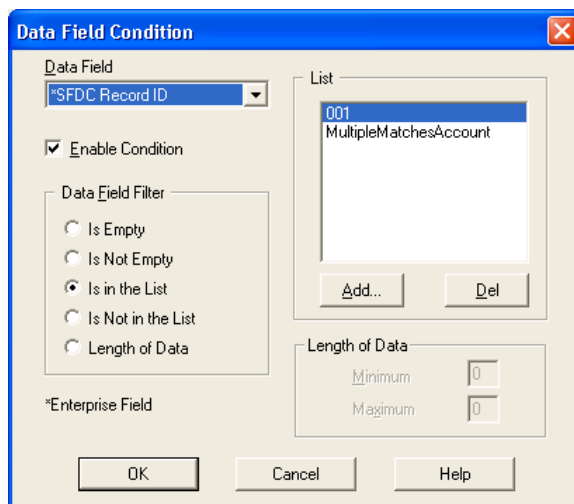 Data Field Condition
Data Field
*SFDC Record ID
Enable Condition
Data Field Filter
Is Empty
Is Not Empty
Is in the List
Is Not in the List
Length of Data
*Enterprise Field
List
001
MultipleMatchesAccount
Add...
Del
Length of Data
Minimum 0
Maximum 0
OK Cancel Help